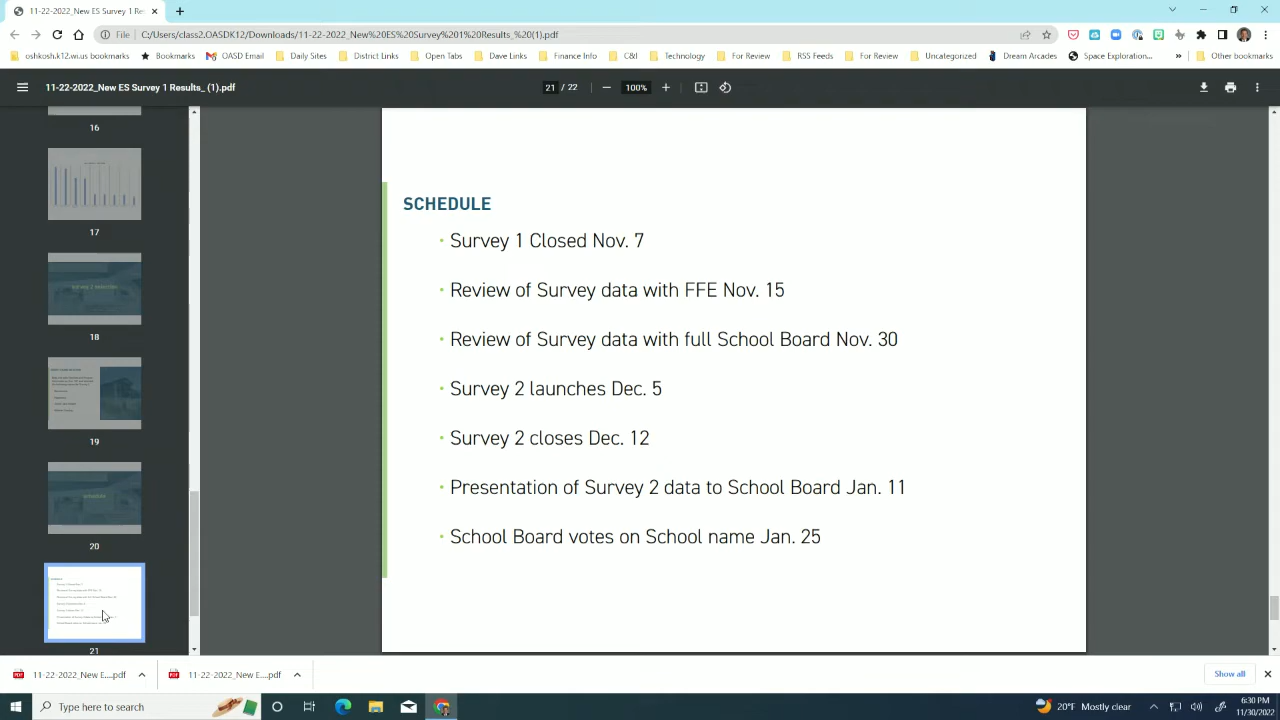 11-22-2022_New ES Survey 1 Re
File
C:/Users/class2.OASDK12/Downloads/11-22-2022_New%20ES%20Survey%201%20Results_%20(1).pdf
oshkosh.k12.wi.us bookmarks
Bookmarks
OASD Email
Daily Sites
District Links
Open Tabs
Dave Links
Finance Info
C&I
Technology
For Review
RSS Feeds
For Review
Uncategorized
Dream Arcades
Space Exploration...
»
Other bookmarks
11-22-2022_New ES Survey 1 Results_ (1).pdf
21 / 22
100%
16
17
18
19
schedule
20
21
SCHEDULE
• Survey 1 Closed Nov. 7
• Review of Survey data with FFE Nov. 15
• Review of Survey data with full School Board Nov. 30
• Survey 2 launches Dec. 5
• Survey 2 closes Dec. 12
• Presentation of Survey 2 data to School Board Jan. 11
• School Board votes on School name Jan. 25
PDF
11-22-2022_New E....pdf
PDF
11-22-2022_New E....pdf
Show all
Type here to search
20°F Mostly clear
6:30 PM
11/30/2022